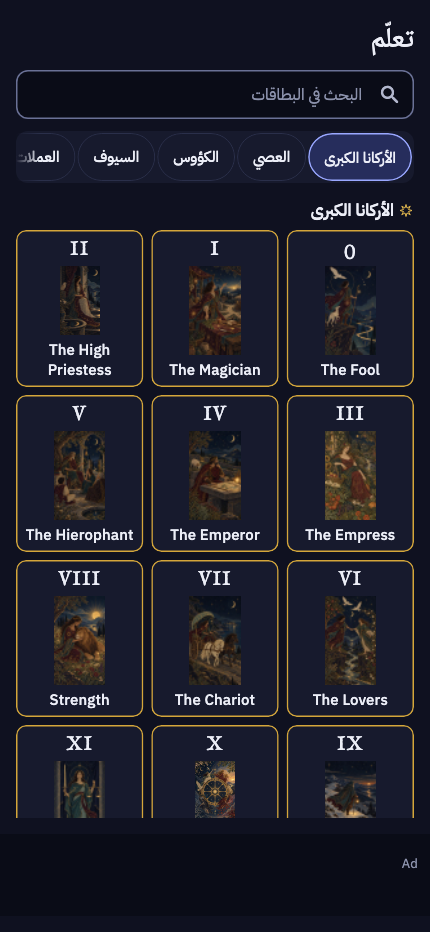 تعلّم
البحث في البطاقات
الأركانا الكبرى
العصي
الكؤوس
السيوف
العملات
الأركانا الكبرى
0
The Fool
I
The Magician
II
The High
Priestess
III
The Empress
IV
The Emperor
V
The Hierophant
VI
The Lovers
VII
The Chariot
VIII
Strength
IX
X
XI
Ad